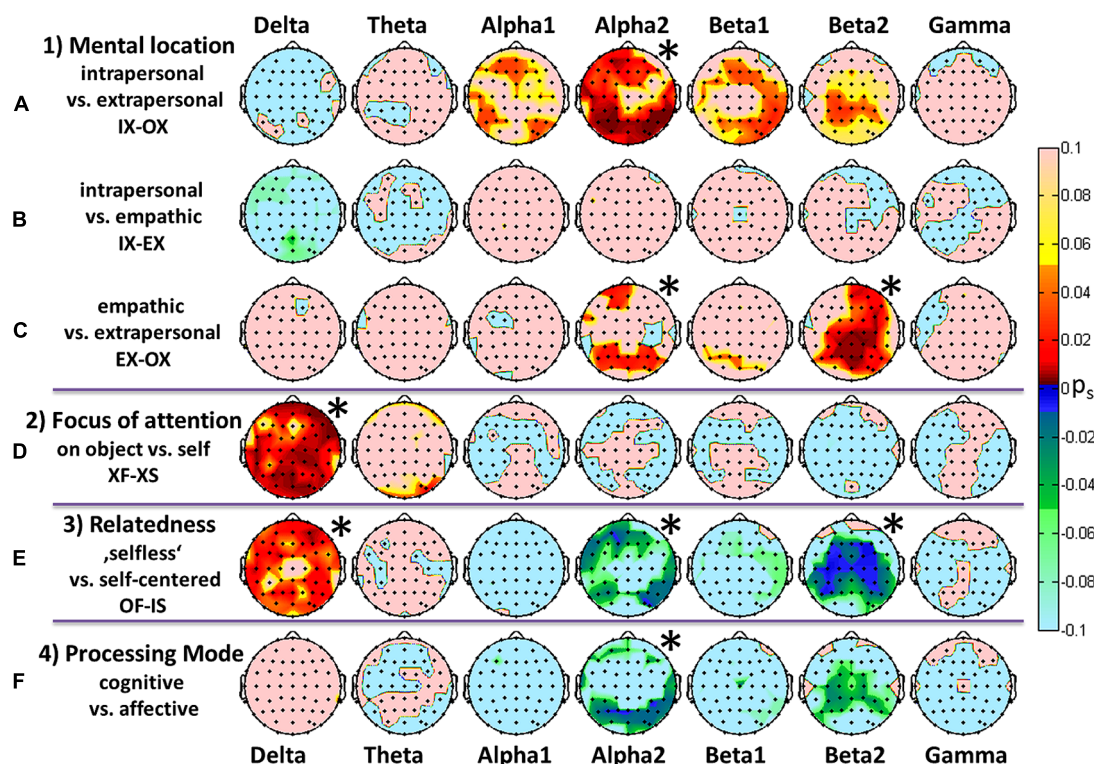 Delta Theta Alpha1 Alpha2 Beta1 Beta2 Gamma
1) Mental location
intrapersonal
vs. extrapersonal
IX-OX
A
*
intrapersonal
vs. empathic
IX-EX
B
empathic
vs. extrapersonal
EX-OX
C
* *
2) Focus of attention
on object vs. self
XF-XS
D
*
3) Relatedness
‚selfless‘
vs. self-centered
OF-IS
E
* * *
4) Processing Mode
cognitive
vs. affective
F
*
Delta Theta Alpha1 Alpha2 Beta1 Beta2 Gamma
0.1
0.08
0.06
0.04
0.02
0 ps
-0.02
-0.04
-0.06
-0.08
-0.1